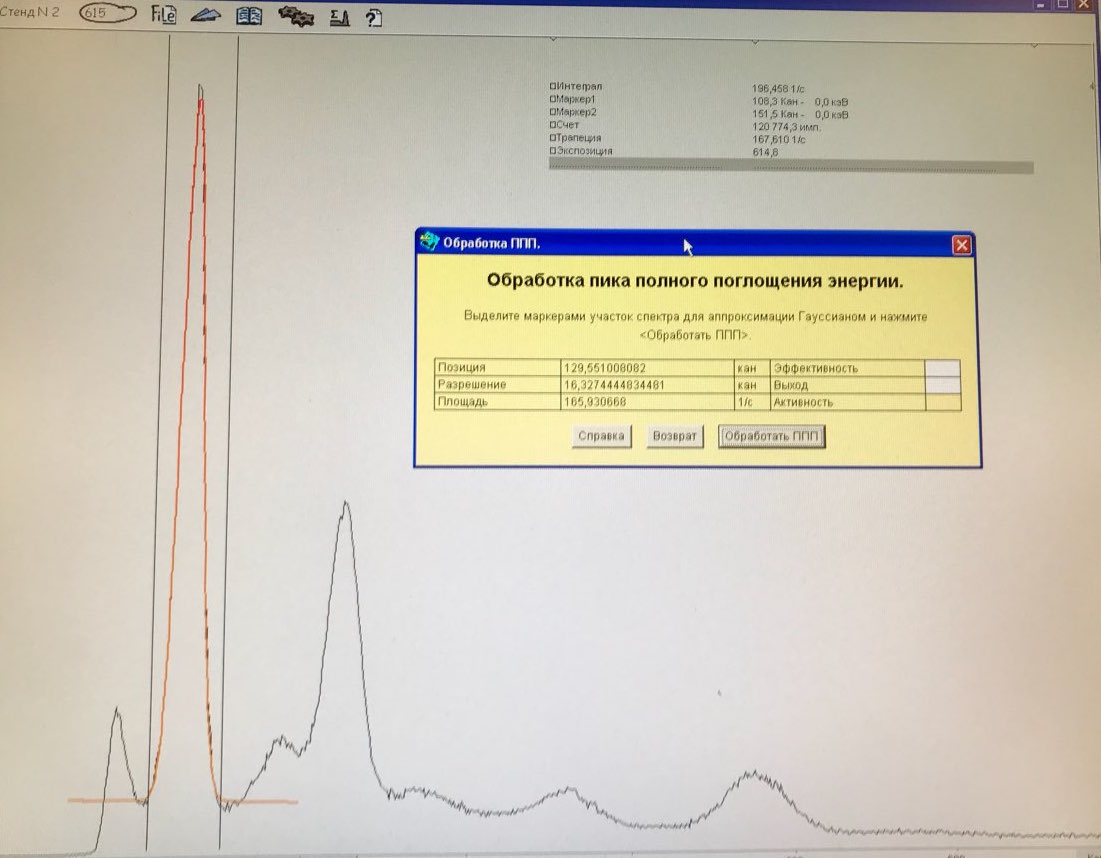 Стенд N 2 615 FiLe
Интеграл 196,458 1/с
Маркер1 108,3 Кан - 0,0 кэВ
Маркер2 151,5 Кан - 0,0 кэВ
Счет 120 774,3 имп.
Трапеция 167,610 1/с
Экспозиция 614,8
Обработка ППП.
Обработка пика полного поглощения энергии.
Выделите маркерами участок спектра для аппроксимации Гауссианом и нажмите
<Обработать ППП>.
Позиция 129,551008082 кан Эффективность
Разрешение 16,3274444834481 кан Выход
Площадь 165,930668 1/с Активность
Справка Возврат Обработать ППП